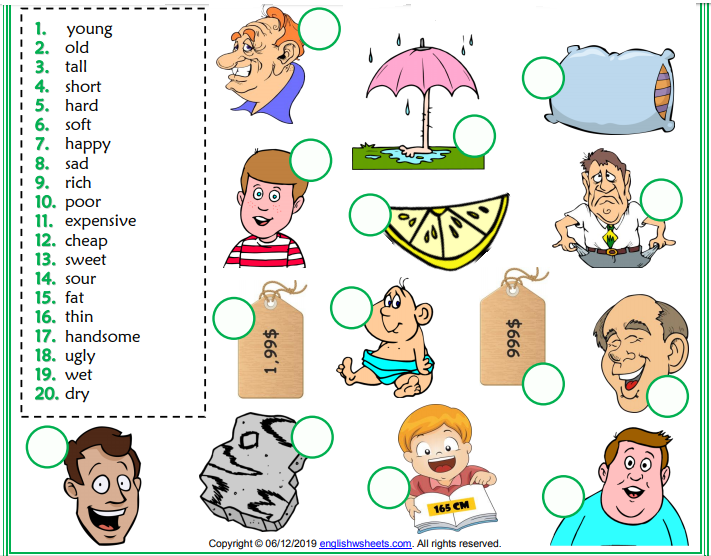 1. young
2. old
3. tall
4. short
5. hard
6. soft
7. happy
8. sad
9. rich
10. poor
11. expensive
12. cheap
13. sweet
14. sour
15. fat
16. thin
17. handsome
18. ugly
19. wet
20. dry
1,99$
999$
165 CM
Copyright © 06/12/2019 englishwsheets.com. All rights reserved.